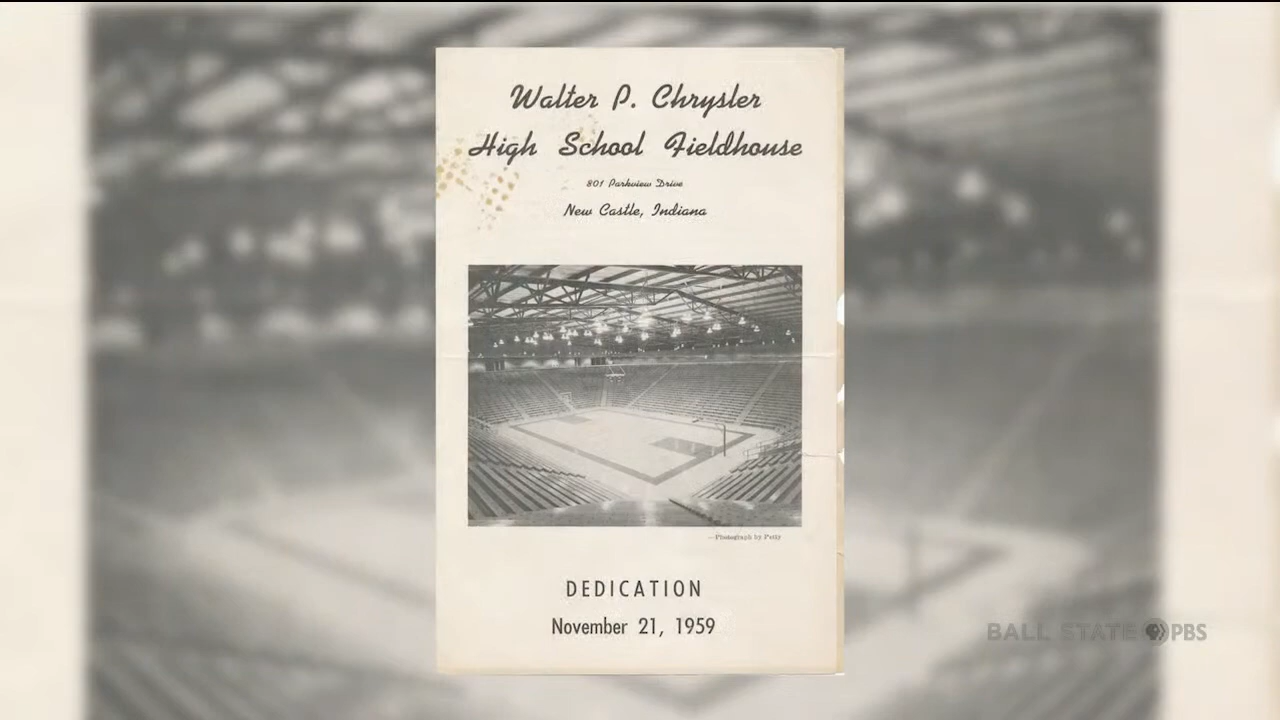 Walter P. Chrysler
High School Fieldhouse
801 Parkview Drive
New Castle, Indiana
—Photograph by Petty
DEDICATION
November 21, 1959
BALL STATE PBS